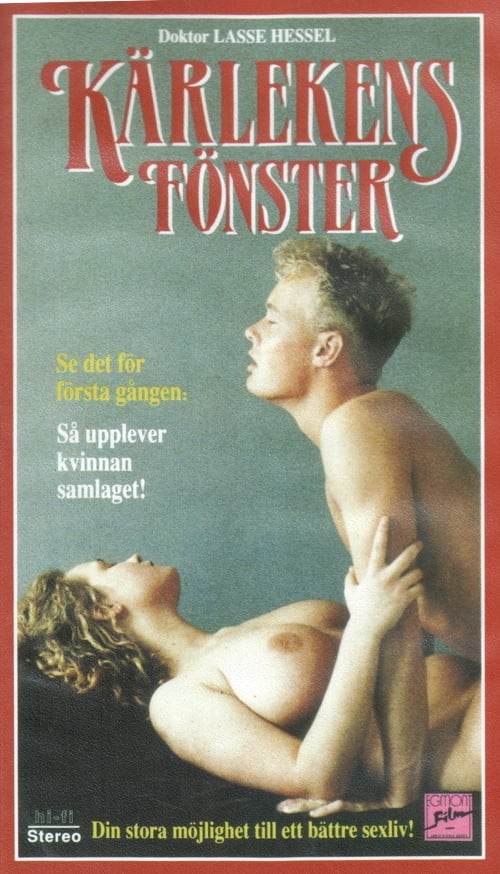 Doktor LASSE HESSEL
KÄRLEKENS
FÖNSTER
Se det för
första gången:
Så upplever
kvinnan
samlaget!
hi-fi
Stereo
Din stora möjlighet till ett bättre sexliv!
EGMONT
Film